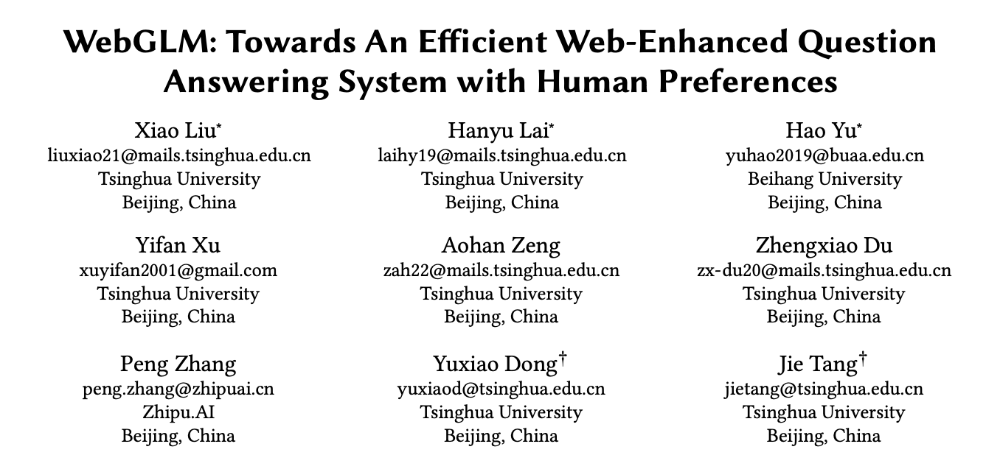 WebGLM: Towards An Efficient Web-Enhanced Question
Answering System with Human Preferences
Xiao Liu*
liuxiao21@mails.tsinghua.edu.cn
Tsinghua University
Beijing, China
Hanyu Lai*
laihy19@mails.tsinghua.edu.cn
Tsinghua University
Beijing, China
Hao Yu*
yuhao2019@buaa.edu.cn
Beihang University
Beijing, China
Yifan Xu
xuyifan2001@gmail.com
Tsinghua University
Beijing, China
Aohan Zeng
zah22@mails.tsinghua.edu.cn
Tsinghua University
Beijing, China
Zhengxiao Du
zx-du20@mails.tsinghua.edu.cn
Tsinghua University
Beijing, China
Peng Zhang
peng.zhang@zhipuai.cn
Zhipu.AI
Beijing, China
Yuxiao Dong†
yuxiaod@tsinghua.edu.cn
Tsinghua University
Beijing, China
Jie Tang†
jietang@tsinghua.edu.cn
Tsinghua University
Beijing, China